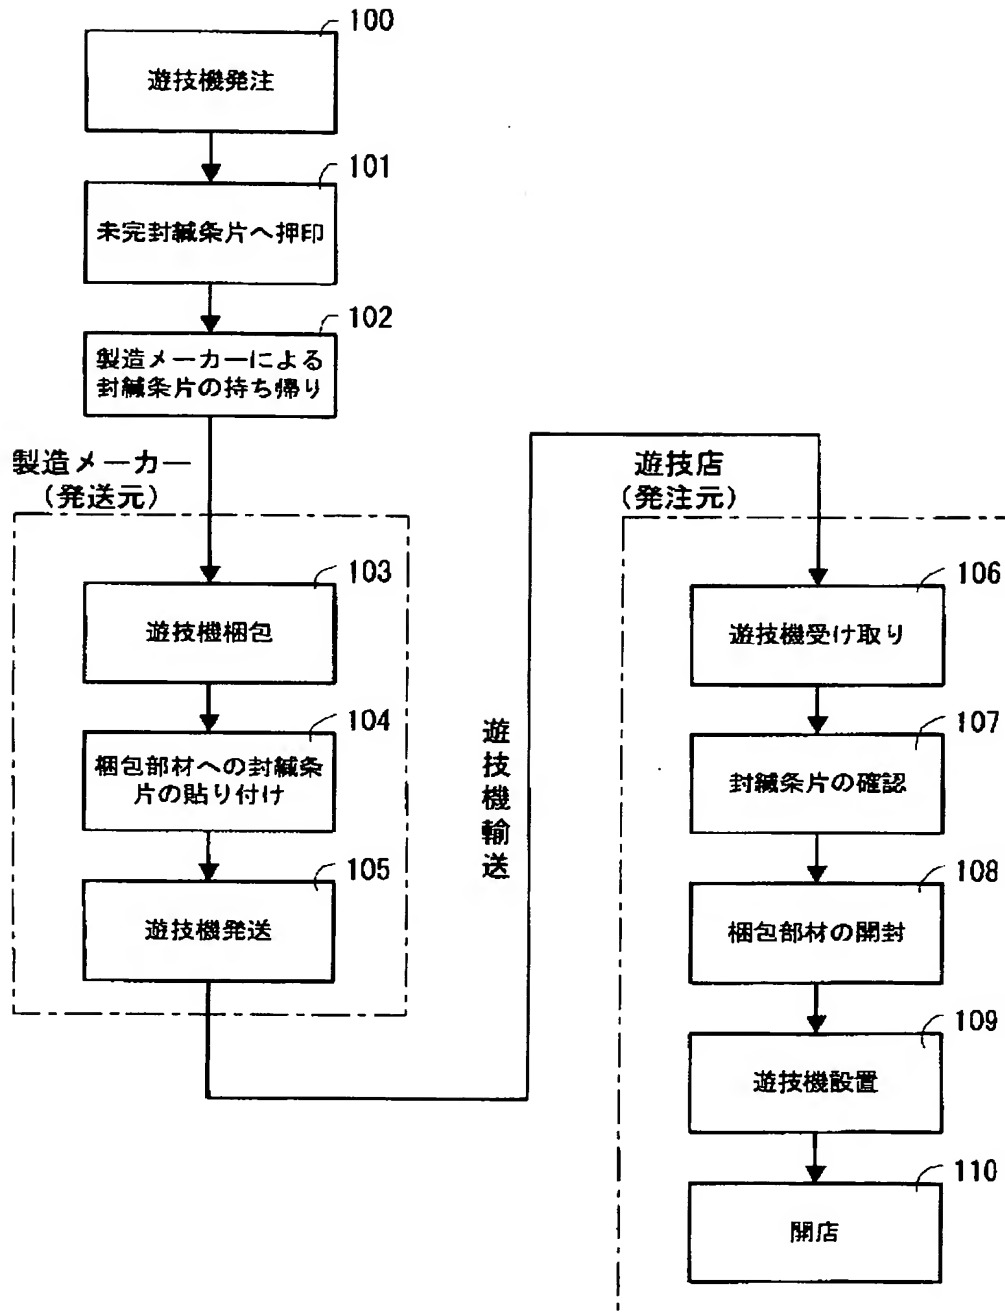 100
遊技機発注
101
未完封緘条片へ押印
102
製造メーカーによる
封緘条片の持ち帰り
製造メーカー
(発送元)
103
遊技機梱包
104
梱包部材への封緘条
片の貼り付け
105
遊技機発送
遊技機輸送
遊技店
(発注元)
106
遊技機受け取り
107
封緘条片の確認
108
梱包部材の開封
109
遊技機設置
110
開店